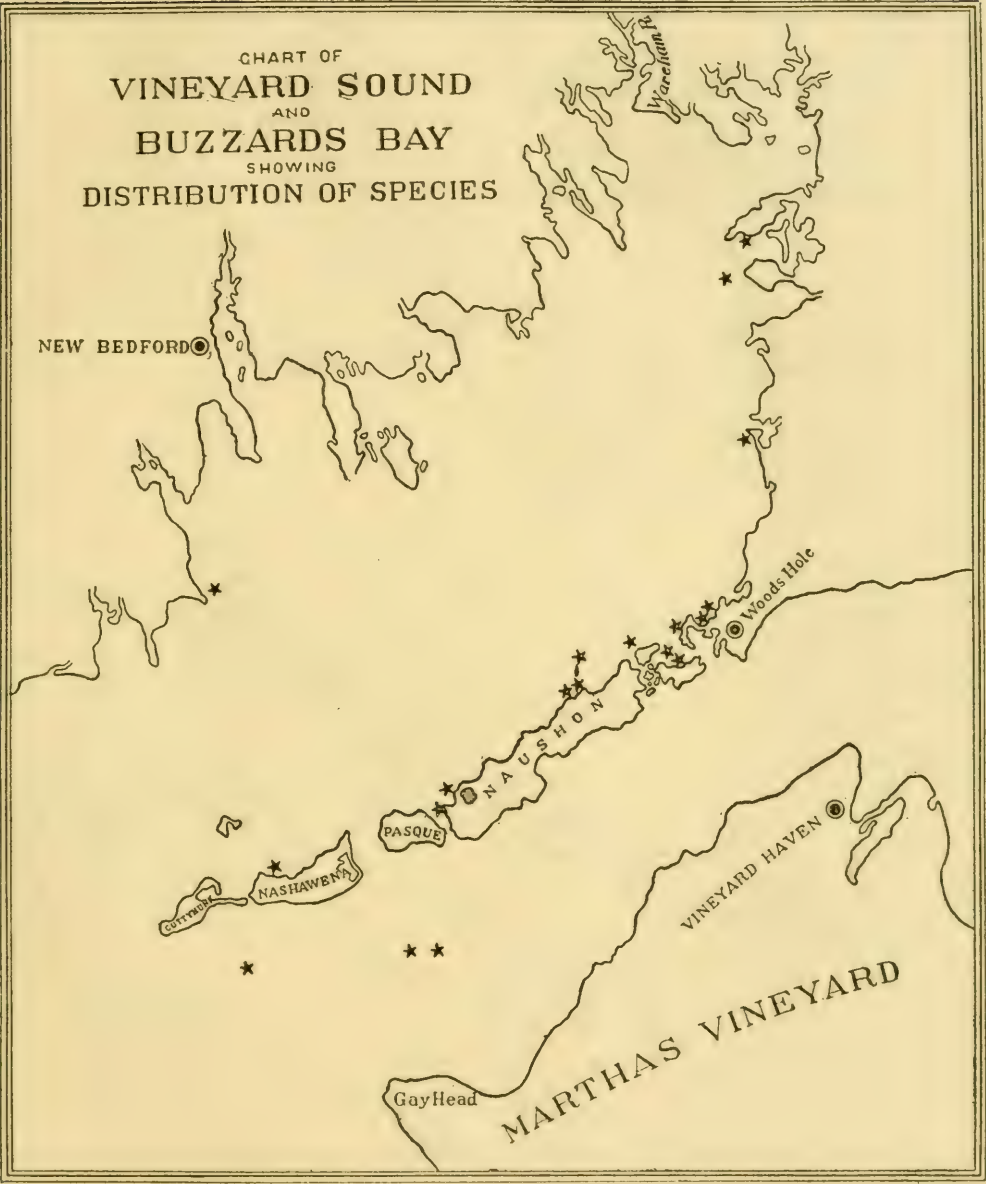 CHART OF
VINEYARD SOUND
AND
BUZZARDS BAY
SHOWING
DISTRIBUTION OF SPECIES
Wareham R.
NEW BEDFORD
Woods Hole
NAUSHON
PASQUE
NASHAWENA
CUTTYHUNK
VINEYARD HAVEN
MARTHAS VINEYARD
Gay Head